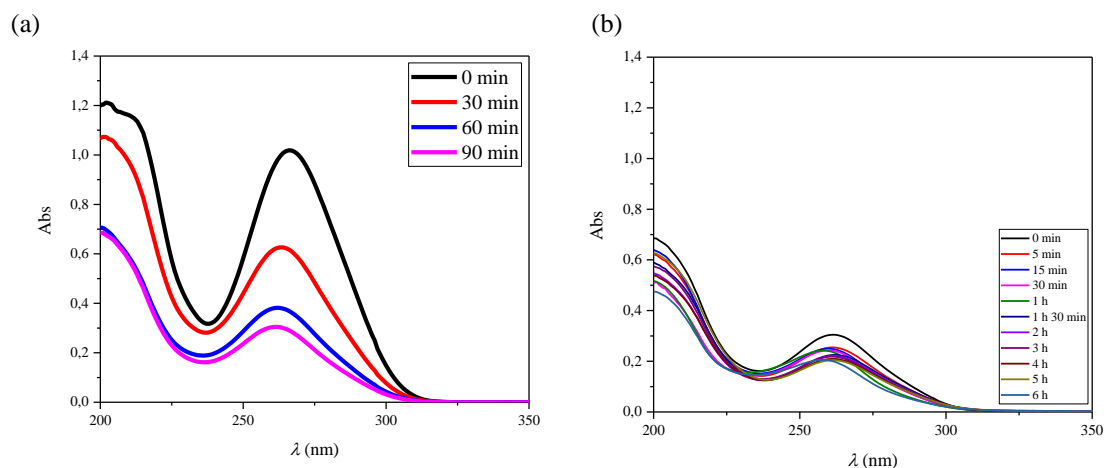 (a)
1,4
1,2
1,0
0,8
0,6
0,4
0,2
0,0
Abs
200
250
300
350
λ (nm)
0 min
30 min
60 min
90 min
(b)
1,4
1,2
1,0
0,8
0,6
0,4
0,2
0,0
Abs
200
250
300
350
λ (nm)
0 min
5 min
15 min
30 min
1 h
1 h 30 min
2 h
3 h
4 h
5 h
6 h